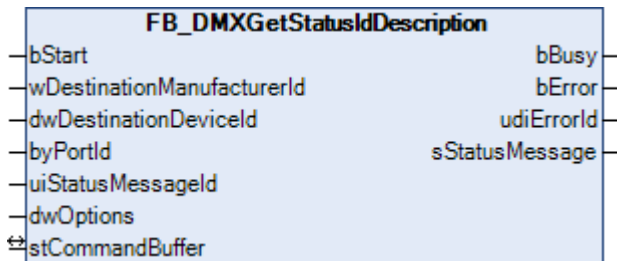 FB_DMXGetStatusIdDescription
bStart bBusy
wDestinationManufacturerId bError
dwDestinationDeviceId udiErrorId
byPortId sStatusMessage
uiStatusMessageId
dwOptions
stCommandBuffer